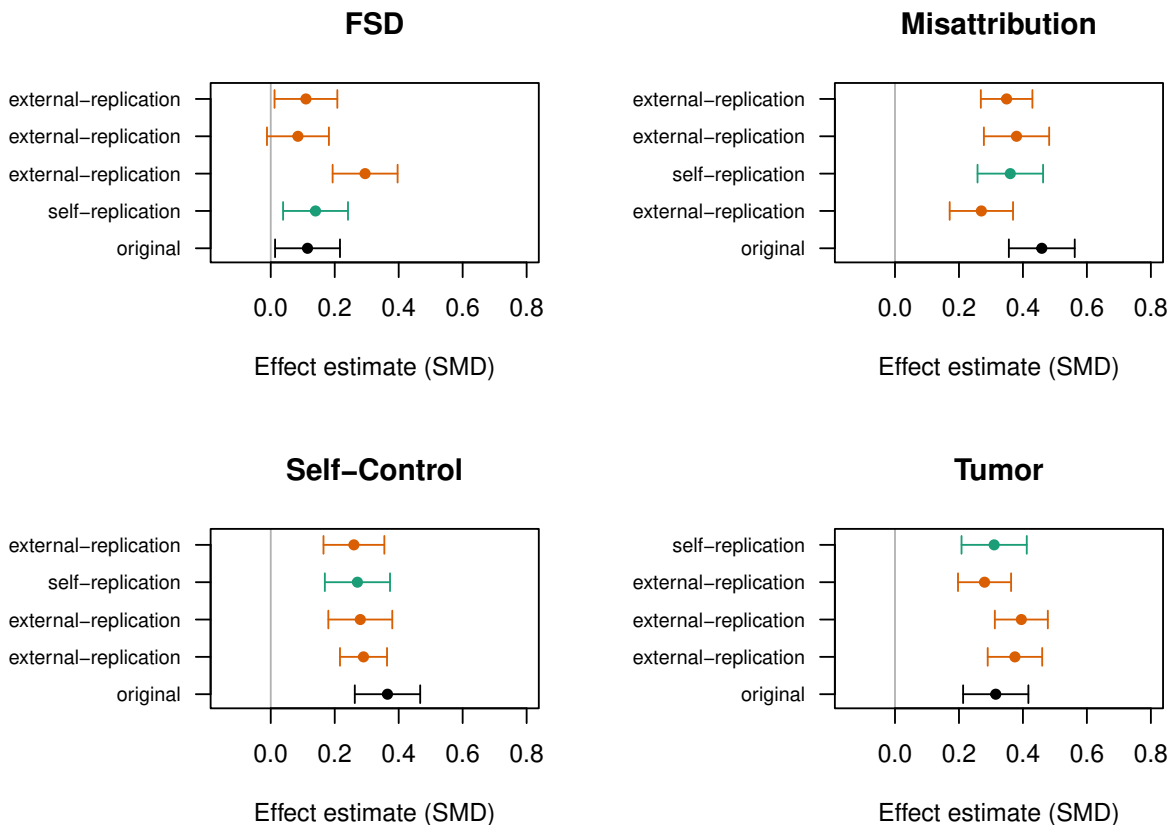 FSD
external−replication
external−replication
external−replication
self−replication
original
0.0 0.2 0.4 0.6 0.8
Effect estimate (SMD)
Misattribution
external−replication
external−replication
self−replication
external−replication
original
0.0 0.2 0.4 0.6 0.8
Effect estimate (SMD)
Self−Control
external−replication
self−replication
external−replication
external−replication
original
0.0 0.2 0.4 0.6 0.8
Effect estimate (SMD)
Tumor
self−replication
external−replication
external−replication
external−replication
original
0.0 0.2 0.4 0.6 0.8
Effect estimate (SMD)